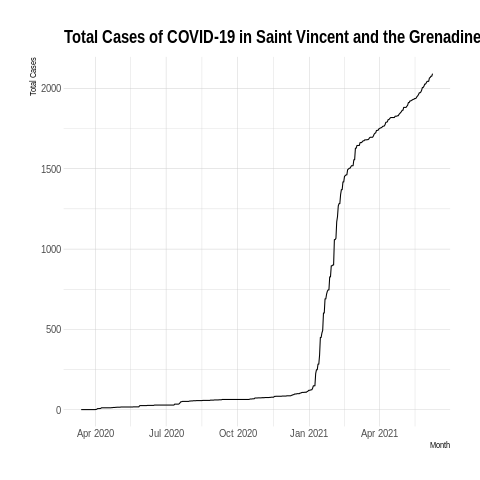 Total Cases of COVID-19 in Saint Vincent and the Grenadine
Total Cases
2000
1500
1000
500
0
Apr 2020 Jul 2020 Oct 2020 Jan 2021 Apr 2021
Month